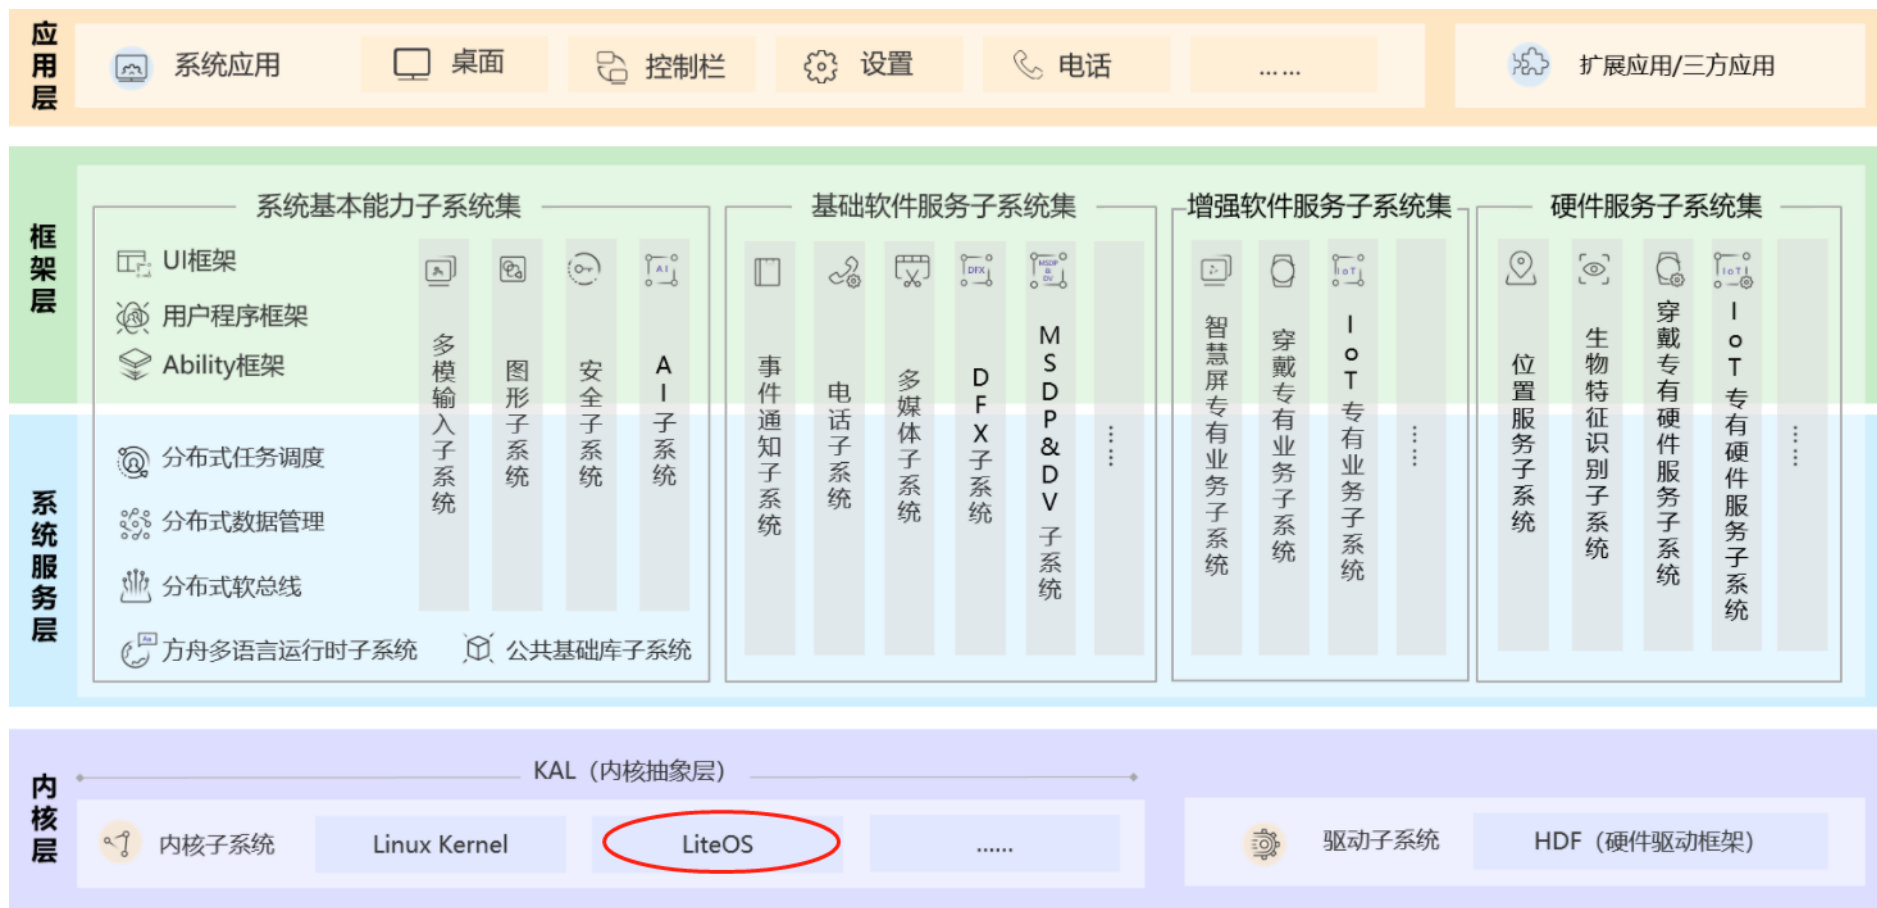 应用层
系统应用
桌面
控制栏
设置
电话
……
扩展应用/三方应用
框架层
系统服务层
系统基本能力子系统集
UI框架
用户程序框架
Ability框架
分布式任务调度
分布式数据管理
分布式软总线
方舟多语言运行时子系统
公共基础库子系统
多模输入子系统
图形子系统
安全子系统
AI
AI子系统
基础软件服务子系统集
事件通知子系统
电话子系统
多媒体子系统
DFX
DFX子系统
MSDP
&
DV
MSDP&DV子系统
……
增强软件服务子系统集
智慧屏专有业务子系统
穿戴专有业务子系统
IoT
IoT专有业务子系统
……
硬件服务子系统集
位置服务子系统
生物特征识别子系统
穿戴专有硬件服务子系统
IoT
IoT专有硬件服务子系统
……
内核层
KAL（内核抽象层）
内核子系统
Linux Kernel
LiteOS
……
驱动子系统
HDF（硬件驱动框架）